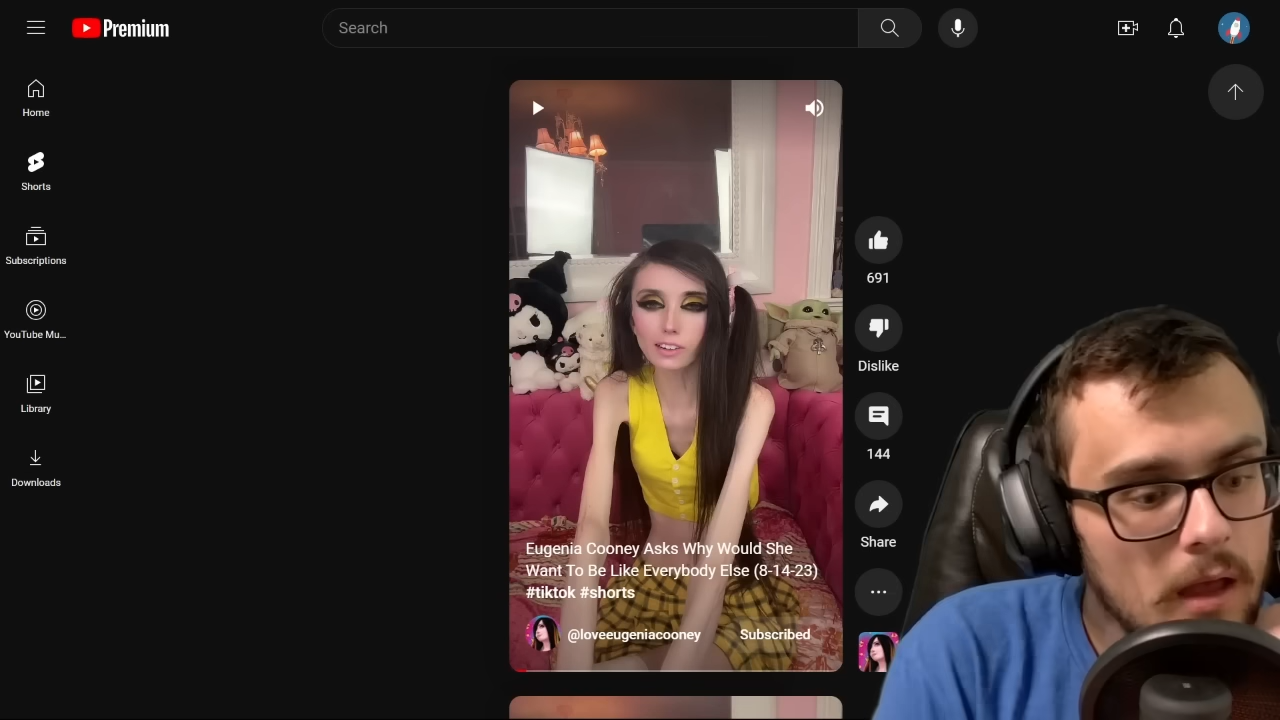 Premium
Search
Home
Shorts
Subscriptions
YouTube Mu...
Library
Downloads
691
Dislike
144
Share
Eugenia Cooney Asks Why Would She
Want To Be Like Everybody Else (8-14-23)
#tiktok #shorts
@loveeugeniacooney
Subscribed